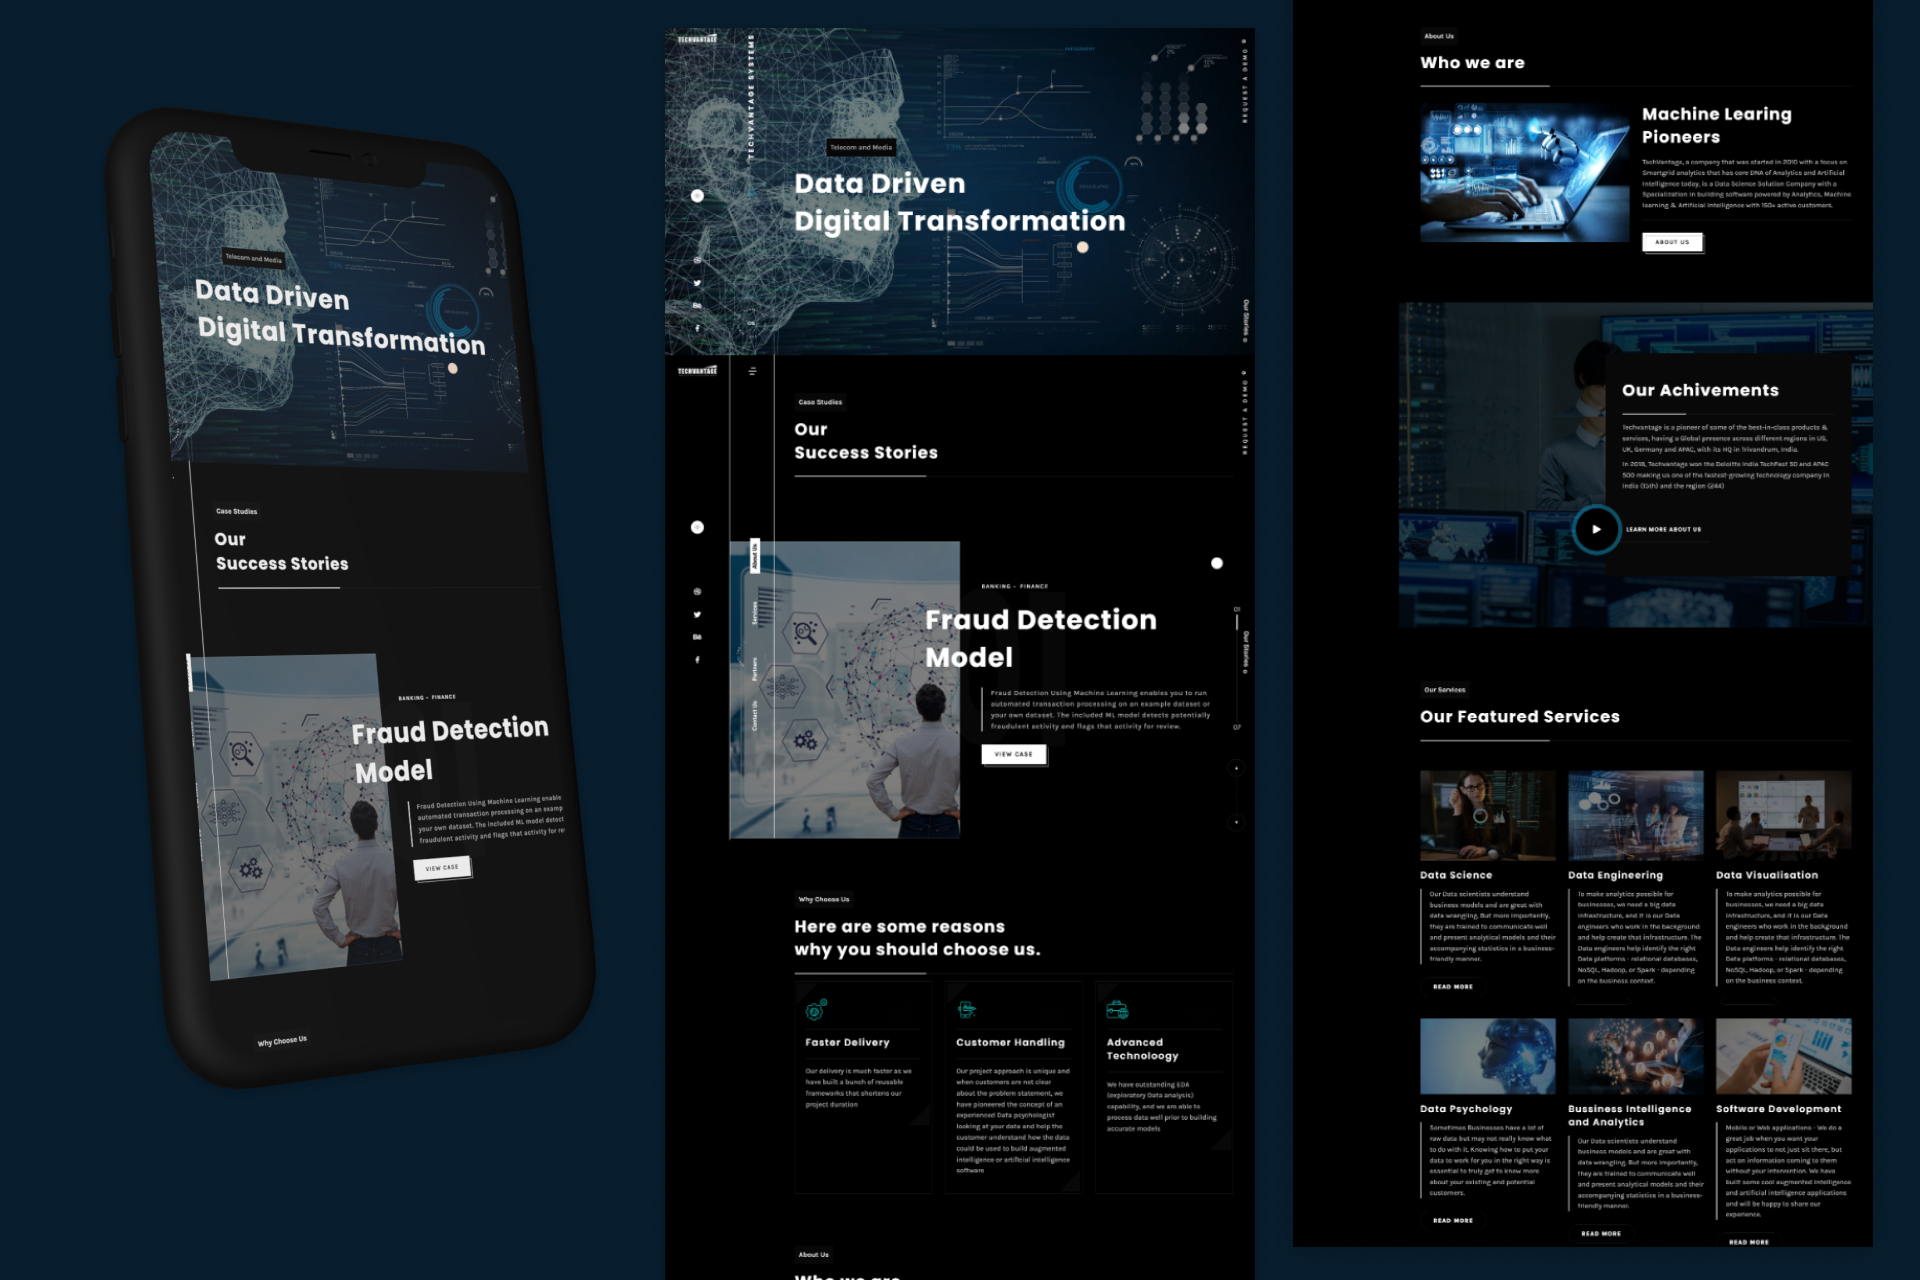 Telecom and Media
Data Driven
Digital Transformation
Case Studies
Our
Success Stories
BANKING - FINANCE
Fraud Detection
Model
Fraud Detection Using Machine Learning enable
automated transaction processing on an examp
your own dataset. The included ML model detect
fraudulent activity and flags that activity for re
VIEW CASE
Why Choose Us
TECHVANTAGE
TECHVANTAGE SYSTEMS
REQUEST A DEMO
Telecom and Media
Data Driven
Digital Transformation
Our Stories
TECHVANTAGE
REQUEST A DEMO
Case Studies
Our
Success Stories
About Us
Services
Partners
Contact Us
BANKING - FINANCE
Fraud Detection
Model
Fraud Detection Using Machine Learning enables you to run
automated transaction processing on an example dataset or
your own dataset. The included ML model detects potentially
fraudulent activity and flags that activity for review.
VIEW CASE
01
Our Stories
07
Why Choose Us
Here are some reasons
why you should choose us.
Faster Delivery
Our delivery is much faster as we
have built a bunch of reusable
frameworks that shortens our
project duration
Customer Handling
Our project approach is unique and
when customers are not clear
about the problem statement, we
have pioneered the concept of an
experienced Data psychologist
looking at your data and help the
customer understand how the data
could be used to build augmented
intelligence or artificial intelligence
software
Advanced
Technoloogy
We have outstanding EDA
(exploratory Data analysis)
capability, and we are able to
process data well prior to building
accurate models
About Us
Who we are
About Us
Who we are
Machine Learing
Pioneers
TechVantage, a company that was started in 2010 with a focus on
Smartgrid analytics that has core DNA of Analytics and Artificial
Intelligence today, is a Data Science Solution Company with a
Specialization in building software powered by Analytics, Machine
learning & Artificial Intelligence with 150+ active customers.
ABOUT US
Our Achivements
Techvantage is a pioneer of some of the best-in-class products &
services, having a Global presence across different regions in US,
UK, Germany and APAC, with its HQ in Trivandrum, India.
In 2018, Techvantage won the Deloitte India TechFast 50 and APAC
500 making us one of the fastest-growing technology company in
India (15th) and the region (244)
LEARN MORE ABOUT US
Our Services
Our Featured Services
Data Science
Our Data scientists understand
business models and are great with
data wrangling. But more importantly,
they are trained to communicate well
and present analytical models and their
accompanying statistics in a business-
friendly manner.
READ MORE
Data Engineering
To make analytics possible for
businesses, we need a big data
infrastructure, and it is our Data
engineers who work in the background
and help create that infrastructure. The
Data engineers help identify the right
Data platforms - relational databases,
NoSQL, Hadoop, or Spark - depending
on the business context.
Data Visualisation
To make analytics possible for
businesses, we need a big data
infrastructure, and it is our Data
engineers who work in the background
and help create that infrastructure. The
Data engineers help identify the right
Data platforms - relational databases,
NoSQL, Hadoop, or Spark - depending
on the business context.
Data Psychology
Sometimes Businesses have a lot of
raw data but may not really know what
to do with it. Knowing how to put your
data to work for you in the right way is
essential to truly get to know more
about your existing and potential
customers.
READ MORE
Bussiness Intelligence
and Analytics
Our Data scientists understand
business models and are great with
data wrangling. But more importantly,
they are trained to communicate well
and present analytical models and their
accompanying statistics in a business-
friendly manner.
READ MORE
Software Development
Mobile or Web applications - We do a
great job when you want your
applications to not just sit there, but
act on information coming to them
without your intervention. We have
built some cool augmented intelligence
and artificial intelligence applications
and will be happy to share our
experience.
READ MORE